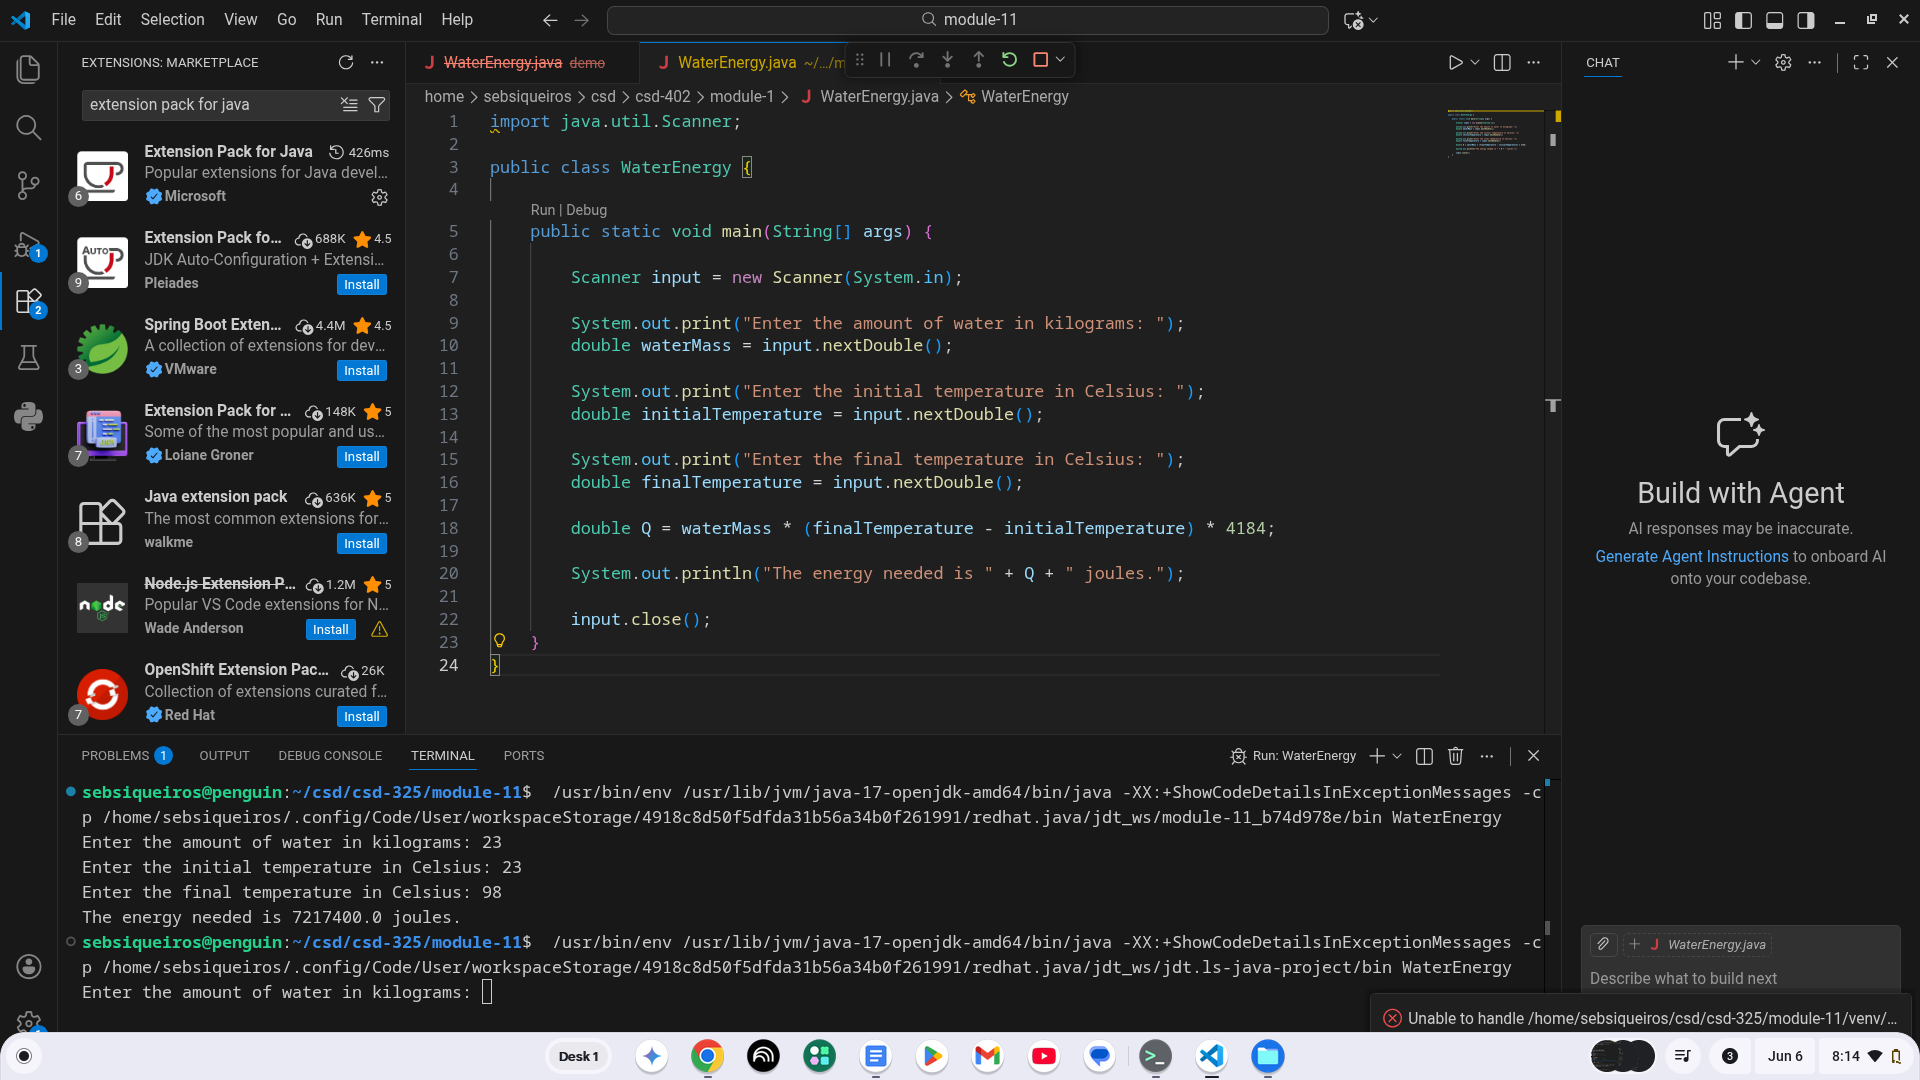 File Edit Selection View Go Run Terminal Help
module-11
EXTENSIONS: MARKETPLACE
extension pack for java
Extension Pack for Java 426ms
Popular extensions for Java devel...
6 Microsoft
Extension Pack fo... 688K 4.5
AUTO
JDK Auto-Configuration + Extensi...
9 Pleiades Install
Spring Boot Exten... 4.4M 4.5
A collection of extensions for dev...
3 VMware Install
Extension Pack for ... 148K 5
Some of the most popular and us...
7 Loiane Groner Install
Java extension pack 636K 5
The most common extensions for...
8 walkme Install
Node.js Extension P... 1.2M 5
node
Popular VS Code extensions for N...
Wade Anderson Install
OpenShift Extension Pac... 26K
Collection of extensions curated f...
7 Red Hat Install
1
2
WaterEnergy.java demo
WaterEnergy.java ~/.../m
home > sebsiqueiros > csd > csd-402 > module-1 > WaterEnergy.java > WaterEnergy
1 import java.util.Scanner;
2
3 public class WaterEnergy {
4
Run | Debug
5 public static void main(String[] args) {
6
7 Scanner input = new Scanner(System.in);
8
9 System.out.print("Enter the amount of water in kilograms: ");
10 double waterMass = input.nextDouble();
11
12 System.out.print("Enter the initial temperature in Celsius: ");
13 double initialTemperature = input.nextDouble();
14
15 System.out.print("Enter the final temperature in Celsius: ");
16 double finalTemperature = input.nextDouble();
17
18 double Q = waterMass * (finalTemperature - initialTemperature) * 4184;
19
20 System.out.println("The energy needed is " + Q + " joules.");
21
22 input.close();
23 }
24 }
PROBLEMS 1 OUTPUT DEBUG CONSOLE TERMINAL PORTS
Run: WaterEnergy
sebsiqueiros@penguin:~/csd/csd-325/module-11$ /usr/bin/env /usr/lib/jvm/java-17-openjdk-amd64/bin/java -XX:+ShowCodeDetailsInExceptionMessages -c
p /home/sebsiqueiros/.config/Code/User/workspaceStorage/4918c8d50f5dfda31b56a34b0f261991/redhat.java/jdt_ws/module-11_b74d978e/bin WaterEnergy
Enter the amount of water in kilograms: 23
Enter the initial temperature in Celsius: 23
Enter the final temperature in Celsius: 98
The energy needed is 7217400.0 joules.
sebsiqueiros@penguin:~/csd/csd-325/module-11$ /usr/bin/env /usr/lib/jvm/java-17-openjdk-amd64/bin/java -XX:+ShowCodeDetailsInExceptionMessages -c
p /home/sebsiqueiros/.config/Code/User/workspaceStorage/4918c8d50f5dfda31b56a34b0f261991/redhat.java/jdt_ws/jdt.ls-java-project/bin WaterEnergy
Enter the amount of water in kilograms:
CHAT
Build with Agent
AI responses may be inaccurate.
Generate Agent Instructions to onboard AI
onto your codebase.
WaterEnergy.java
Describe what to build next
Unable to handle /home/sebsiqueiros/csd/csd-325/module-11/venv/...
Desk 1
3
Jun 6
8:14